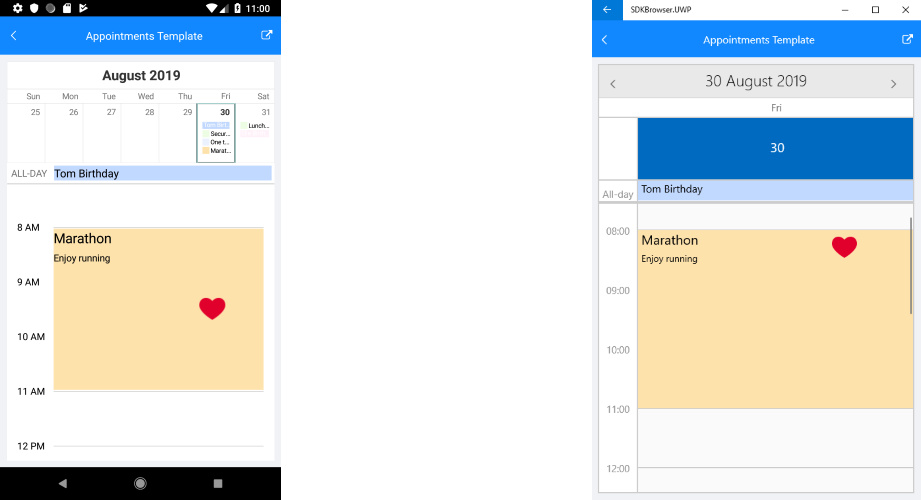 11:00
Appointments Template
August 2019
Sun Mon Tue Wed Thu Fri Sat
25 26 27 28 29 30 31
Secur... Lunch...
One t...
Marat...
ALL-DAY Tom Birthday
8 AM
Marathon
Enjoy running
9 AM
10 AM
11 AM
12 PM
SDKBrowser.UWP
Appointments Template
30 August 2019
Fri
30
All-day Tom Birthday
08:00
Marathon
Enjoy running
09:00
10:00
11:00
12:00